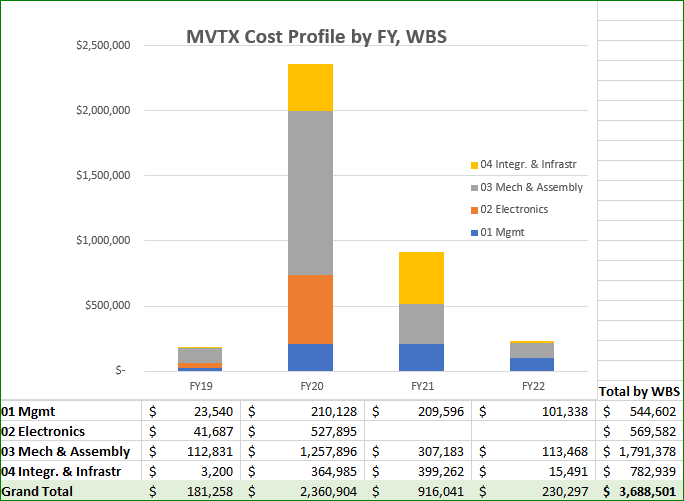 MVTX Cost Profile by FY, WBS
$2,500,000
$2,000,000
$1,500,000
$1,000,000
$500,000
$-
04 Integr. & Infrastr
03 Mech & Assembly
02 Electronics
01 Mgmt
FY19 FY20 FY21 FY22
Total by WBS
01 Mgmt $ 23,540 $ 210,128 $ 209,596 $ 101,338 $ 544,602
02 Electronics $ 41,687 $ 527,895 $ 569,582
03 Mech & Assembly $ 112,831 $ 1,257,896 $ 307,183 $ 113,468 $ 1,791,378
04 Integr. & Infrastr $ 3,200 $ 364,985 $ 399,262 $ 15,491 $ 782,939
Grand Total $ 181,258 $ 2,360,904 $ 916,041 $ 230,297 $ 3,688,501